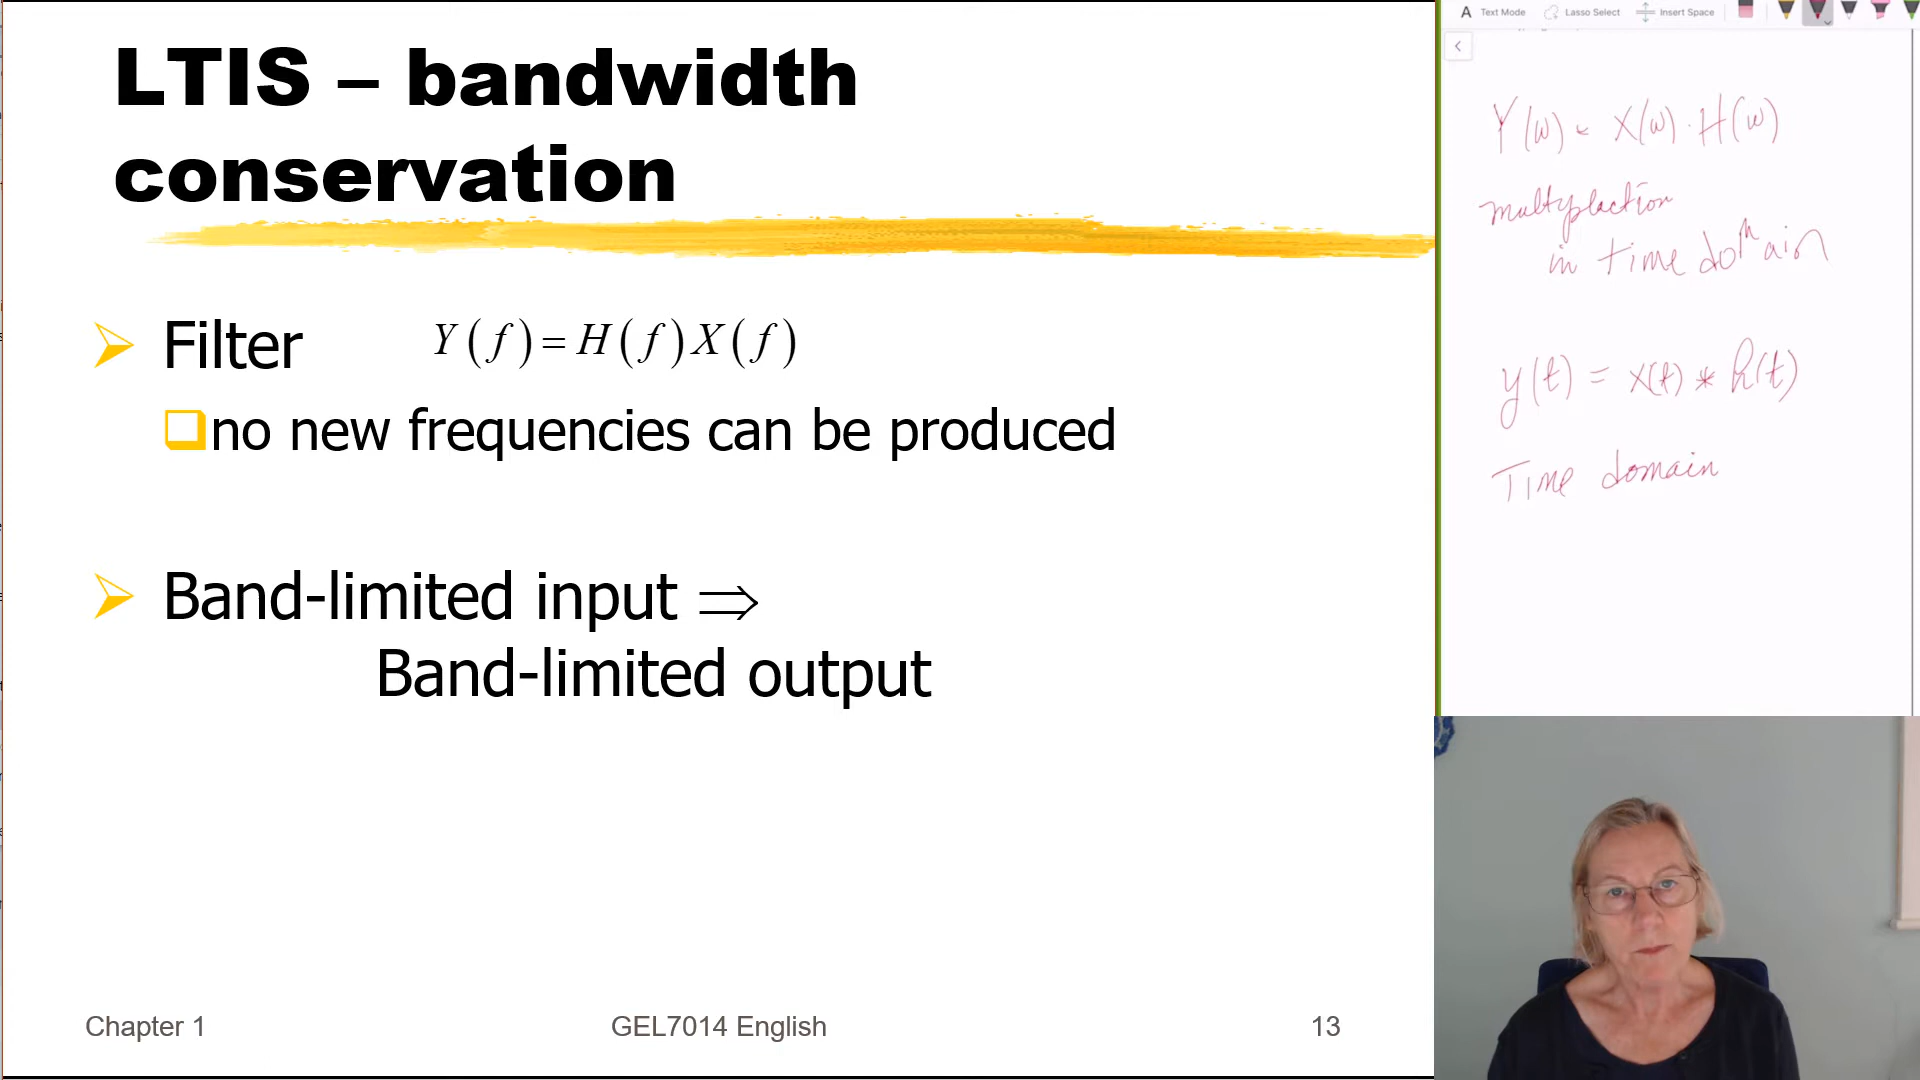 LTIS – bandwidth
conservation
Filter Y(f)=H(f)X(f)
no new frequencies can be produced
Band-limited input ⇒
Band-limited output
Chapter 1
GEL7014 English
13
A Text Mode Lasso Select Insert Space
Y(ω) = X(ω)·H(ω)
multyplaction
in time domain
y(t) = x(t) * h(t)
Time domain